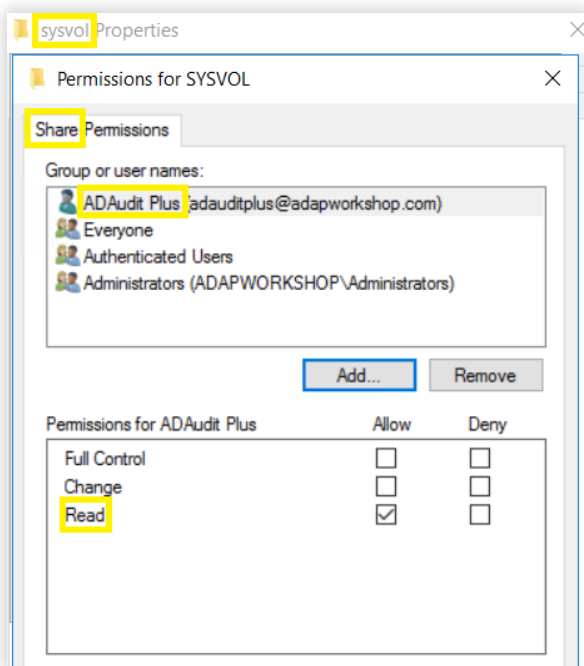 sysvol Properties
Permissions for SYSVOL
Share Permissions
Group or user names:
ADAudit Plus (adauditplus@adapworkshop.com)
Everyone
Authenticated Users
Administrators (ADAPWORKSHOP\Administrators)
Add... Remove
Permissions for ADAudit Plus Allow Deny
Full Control
Change
Read